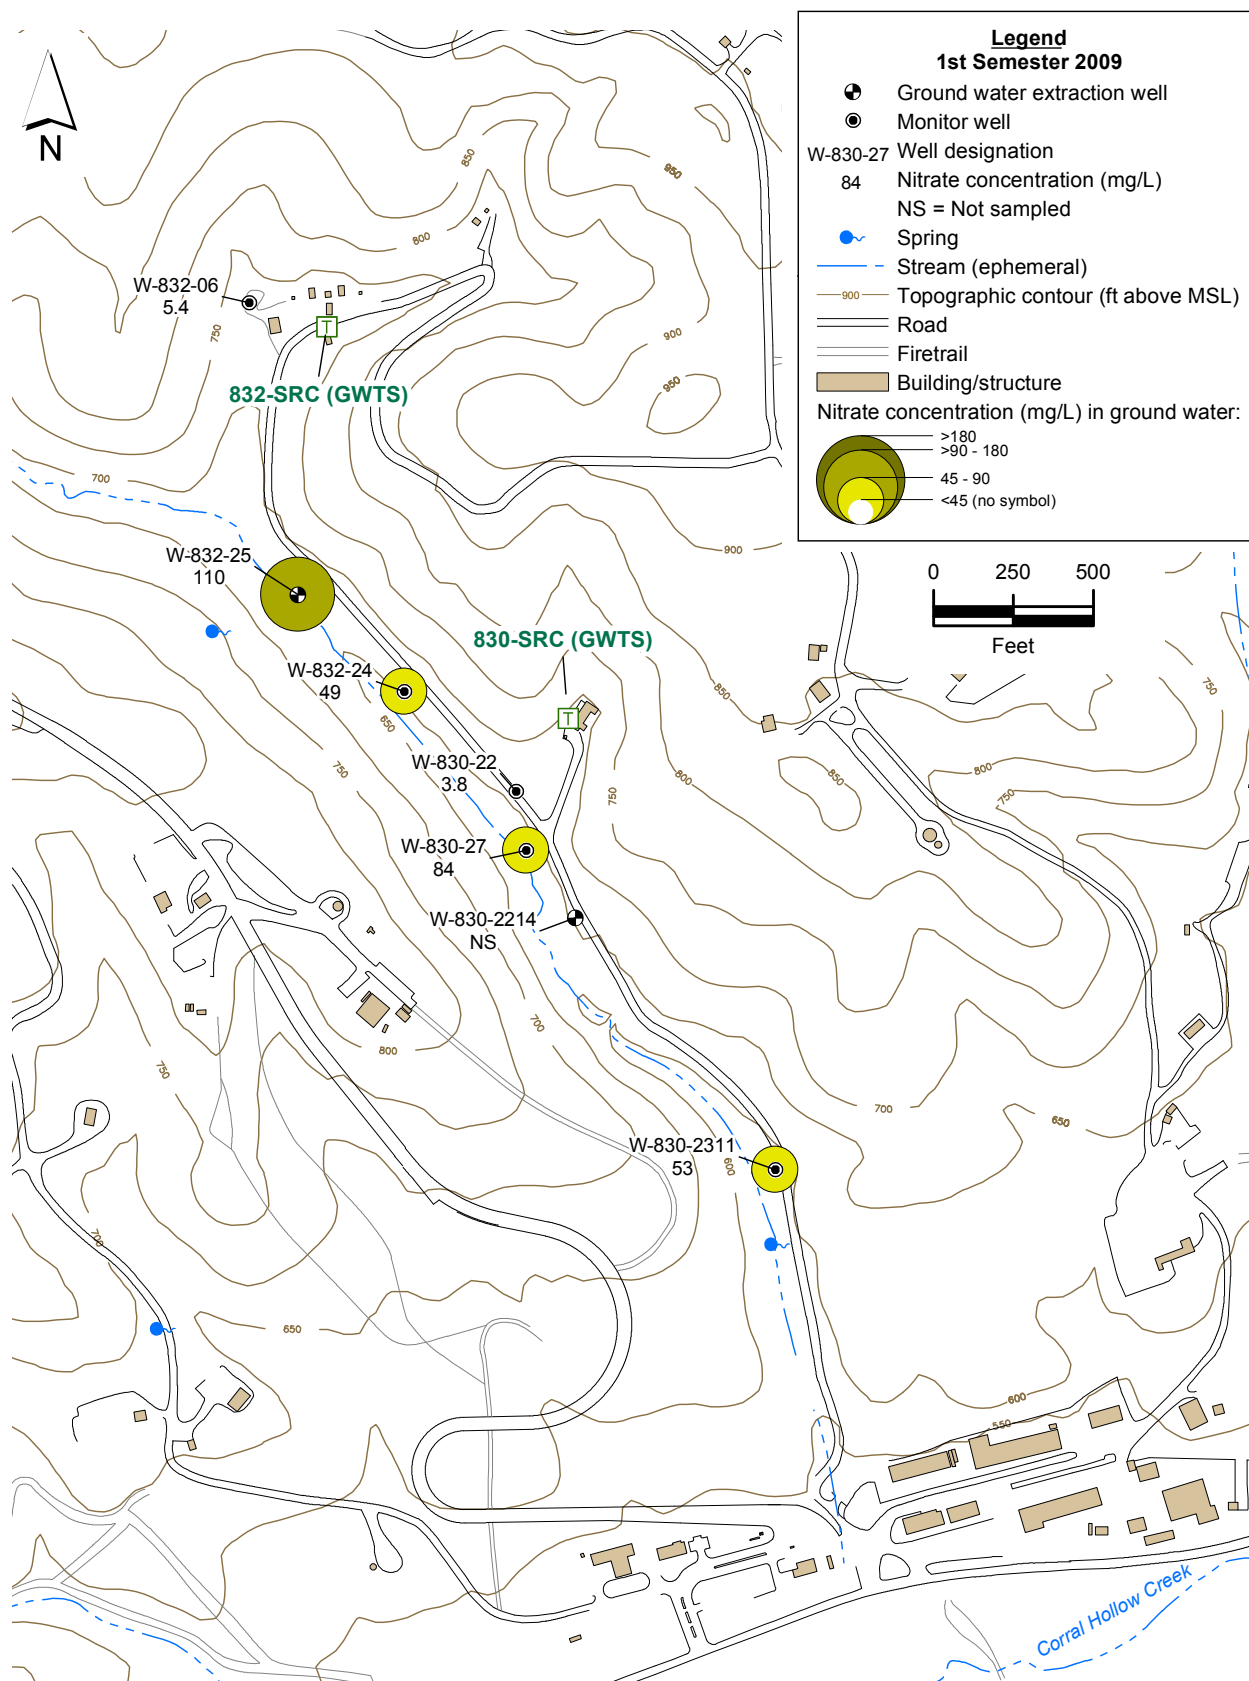 Legend
1st Semester 2009
Ground water extraction well
Monitor well
W-830-27 Well designation
84 Nitrate concentration (mg/L)
NS = Not sampled
Spring
Stream (ephemeral)
900 Topographic contour (ft above MSL)
Road
Firetrail
Building/structure
Nitrate concentration (mg/L) in ground water:
>180
>90 - 180
45 - 90
<45 (no symbol)
0 250 500
Feet
N
850
950
800
W-832-06
5.4
750
T
832-SRC (GWTS)
900
950
700
900
W-832-25
110
830-SRC (GWTS)
W-832-24
49
850
750
650
T
W-830-22
3.8
750
800
850
800
750
750
W-830-27
84
W-830-2214
NS
700
800
750
700
650
W-830-2311
53
600
700
650
600
550
Corral Hollow Creek